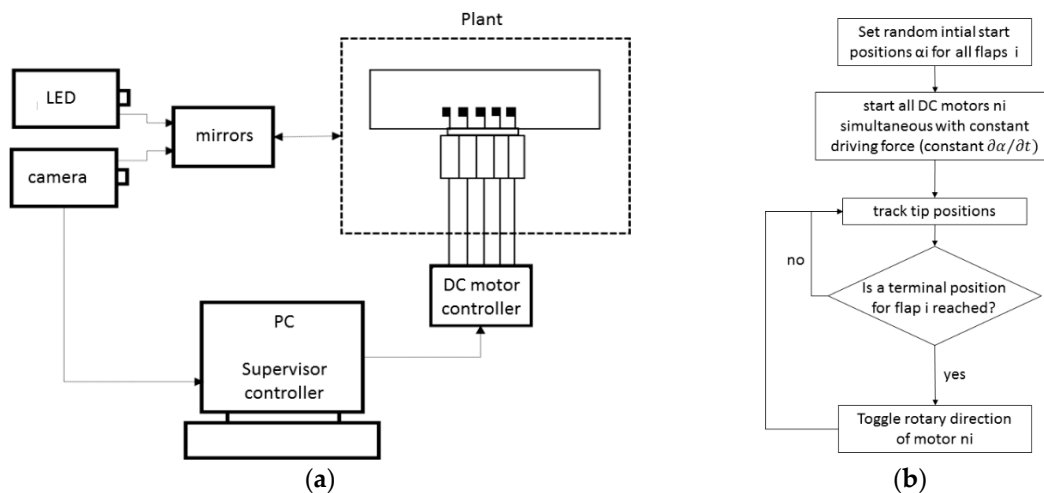 Plant
LED
mirrors
camera
DC motor
controller
PC
Supervisor
controller
(a)
Set random intial start
positions αi for all flaps i
start all DC motors ni
simultaneous with constant
driving force (constant ∂α/∂t)
track tip positions
no
Is a terminal position
for flap i reached?
yes
Toggle rotary direction
of motor ni
(b)